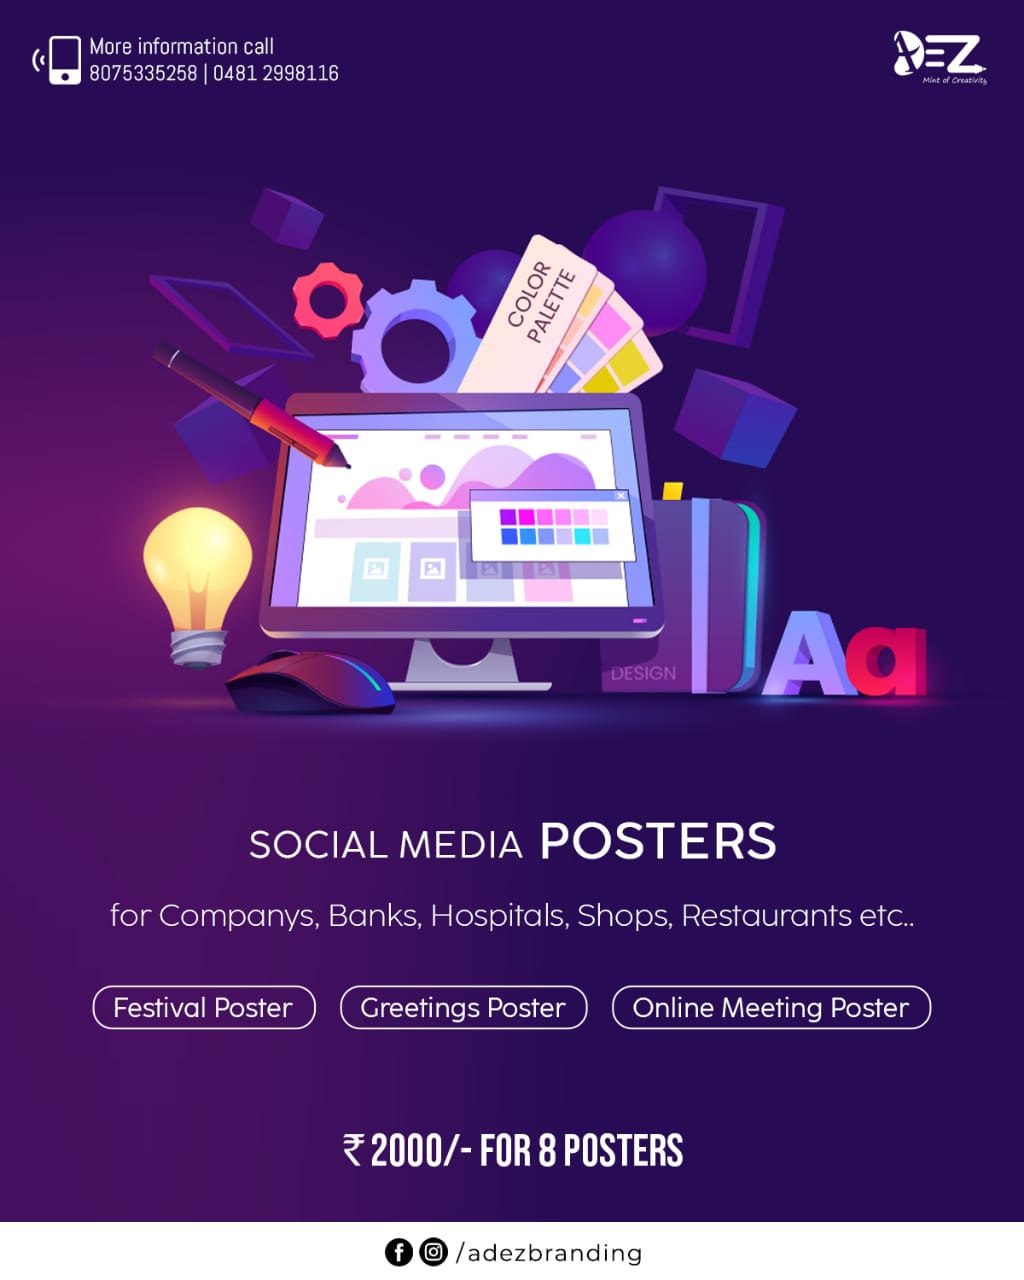 More information call
8075335258 | 0481 2998116
ADEZ
Mint of Creativity
COLOR
PALETTE
DESIGN
Aa
SOCIAL MEDIA POSTERS
for Companys, Banks, Hospitals, Shops, Restaurants etc..
Festival Poster
Greetings Poster
Online Meeting Poster
₹ 2000/- FOR 8 POSTERS
/adezbranding